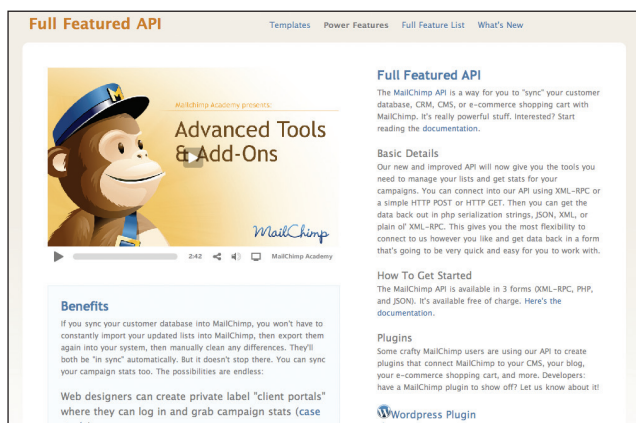 Full Featured API
Templates Power Features Full Feature List What's New
Mailchimp Academy presents:
Advanced Tools
& Add-Ons
MailChimp
2:42 MailChimp Academy
Benefits
If you sync your customer database into MailChimp, you won't have to
constantly import your updated lists into MailChimp, then export them
again into your system, then manually clean any differences. They'll
both be "in sync" automatically. But it doesn't stop there. You can sync
your campaign stats too. The possibilities are endless:
Web designers can create private label "client portals"
where they can log in and grab campaign stats (case
Full Featured API
The MailChimp API is a way for you to "sync" your customer
database, CRM, CMS, or e-commerce shopping cart with
MailChimp. It's really powerful stuff. Interested? Start
reading the documentation.
Basic Details
Our new and improved API will now give you the tools you
need to manage your lists and get stats for your
campaigns. You can connect into our API using XML-RPC or
a simple HTTP POST or HTTP GET. Then you can get the
data back out in php serialization strings, JSON, XML, or
plain ol' XML-RPC. This gives you the most flexibility to
connect to us however you like and get data back in a form
that's going to be very quick and easy for you to work with.
How To Get Started
The MailChimp API is available in 3 forms (XML-RPC, PHP,
and JSON). It's available free of charge. Here's the
documentation.
Plugins
Some crafty MailChimp users are using our API to create
plugins that connect MailChimp to your CMS, your blog,
your e-commerce shopping cart, and more. Developers:
have a MailChimp plugin to show off? Let us know about it!
Wordpress Plugin